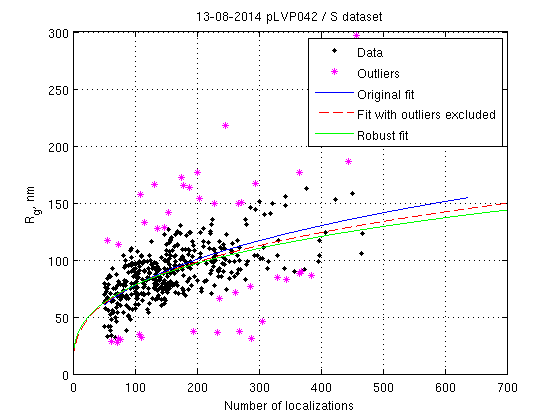 13-08-2014 pLVP042 / S dataset
300
250
200
150
100
50
0
R_g, nm
Data
Outliers
Original fit
Fit with outliers excluded
Robust fit
0 100 200 300 400 500 600 700
Number of localizations